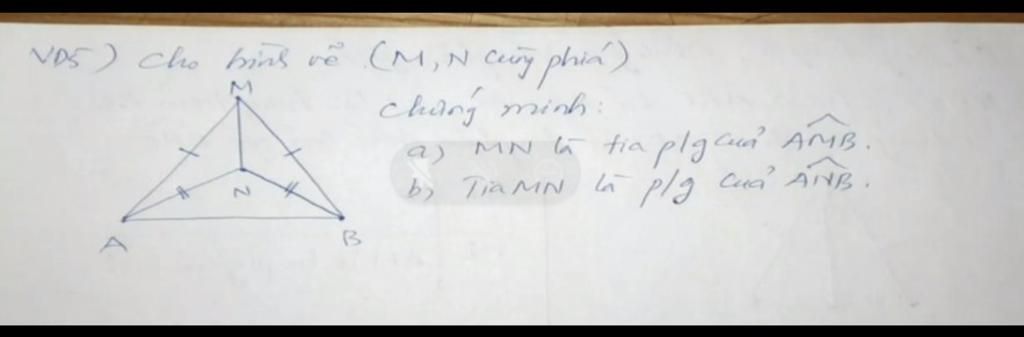 VD5) Cho hình vẽ. (M, N cùng phía)
M
Chứng minh:
a) MN là tia p/g của AMB.
N
b) Tia MN là p/g của ANB.
A
B